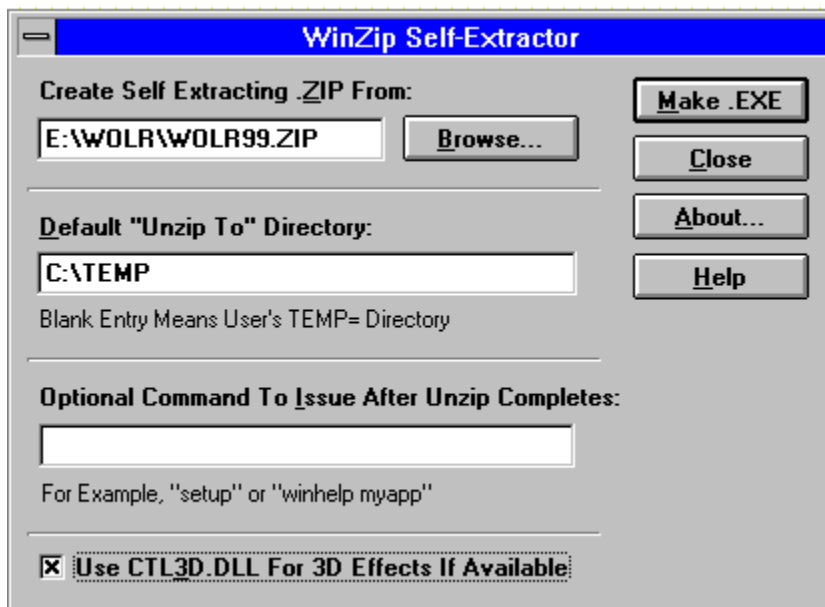 WinZip Self-Extractor
Create Self Extracting .ZIP From:
E:\WOLR\WOLR99.ZIP
Browse...
Make .EXE
Close
About...
Help
Default "Unzip To" Directory:
C:\TEMP
Blank Entry Means User's TEMP= Directory
Optional Command To Issue After Unzip Completes:
For Example, "setup" or "winhelp myapp"
Use CTL3D.DLL For 3D Effects If Available